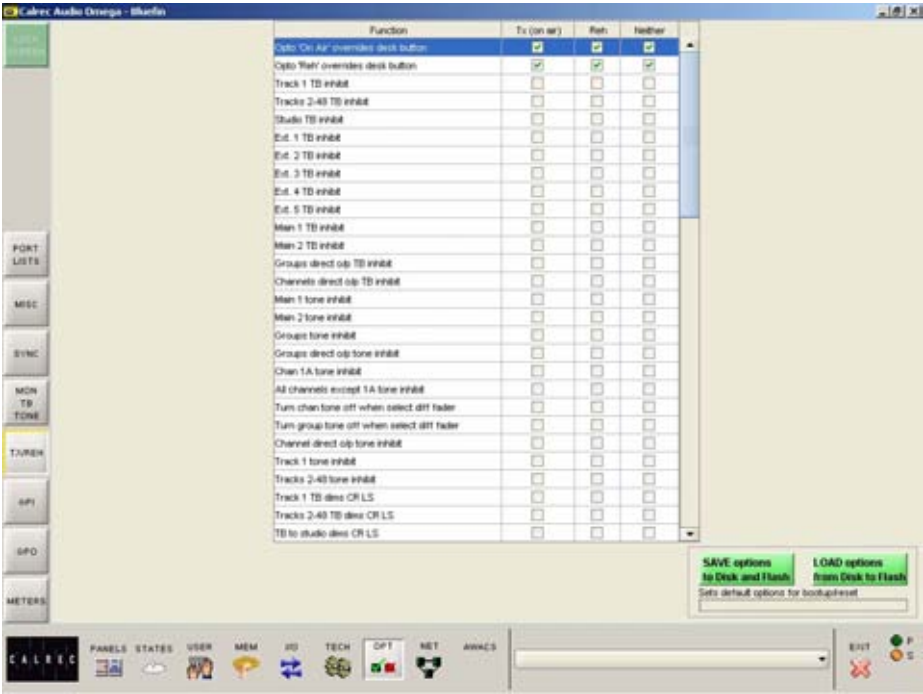 Calrec Audio Omega - Bluefin
LOCK SCREEN
Function Tx (on air) Reh Neither
Opto 'On Air' overrides desk button
Opto 'Reh' overrides desk button
Track 1 TB inhibit
Tracks 2-48 TB inhibit
Studio TB inhibit
Ext. 1 TB inhibit
Ext. 2 TB inhibit
Ext. 3 TB inhibit
Ext. 4 TB inhibit
Ext. 5 TB inhibit
Main 1 TB inhibit
Main 2 TB inhibit
Groups direct o/p TB inhibit
Channels direct o/p TB inhibit
Main 1 tone inhibit
Main 2 tone inhibit
Groups tone inhibit
Groups direct o/p tone inhibit
Chan 1A tone inhibit
All channels except 1A tone inhibit
Turn chan tone off when select diff fader
Turn group tone off when select diff fader
Channel direct o/p tone inhibit
Track 1 tone inhibit
Tracks 2-48 tone inhibit
Track 1 TB dims CR LS
Tracks 2-48 TB dims CR LS
TB to studio dims CR LS
PORT
LISTS
MISC
SYNC
MON
TB
TONE
TX/REH
GPI
GPO
METERS
SAVE options
to Disk and Flash
LOAD options
from Disk to Flash
Sets default options for bootup/reset
CALREC
PANELS STATES USER MEM I/O TECH OPT NET AWACS
EXIT
P
S